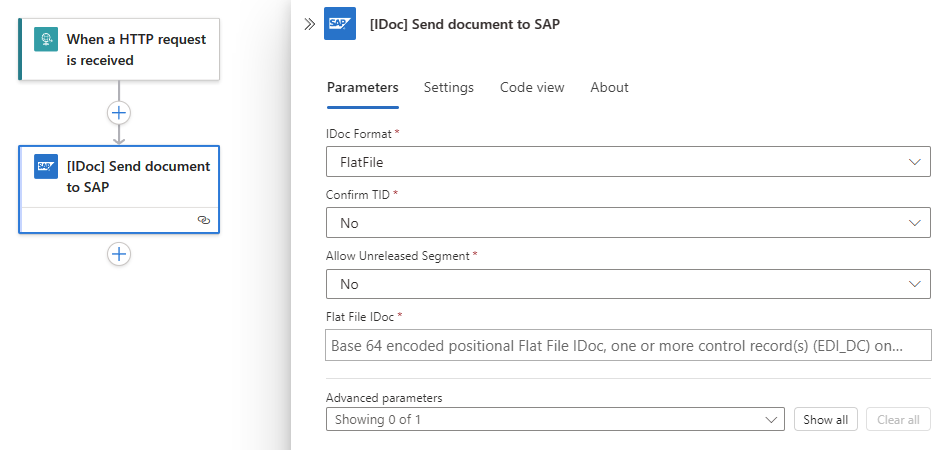 When a HTTP request
is received
SAP
[IDoc] Send document
to SAP
SAP
[IDoc] Send document to SAP
Parameters
Settings
Code view
About
IDoc Format *
FlatFile
Confirm TID *
No
Allow Unreleased Segment *
No
Flat File IDoc *
Base 64 encoded positional Flat File IDoc, one or more control record(s) (EDI_DC) on...
Advanced parameters
Showing 0 of 1
Show all
Clear all